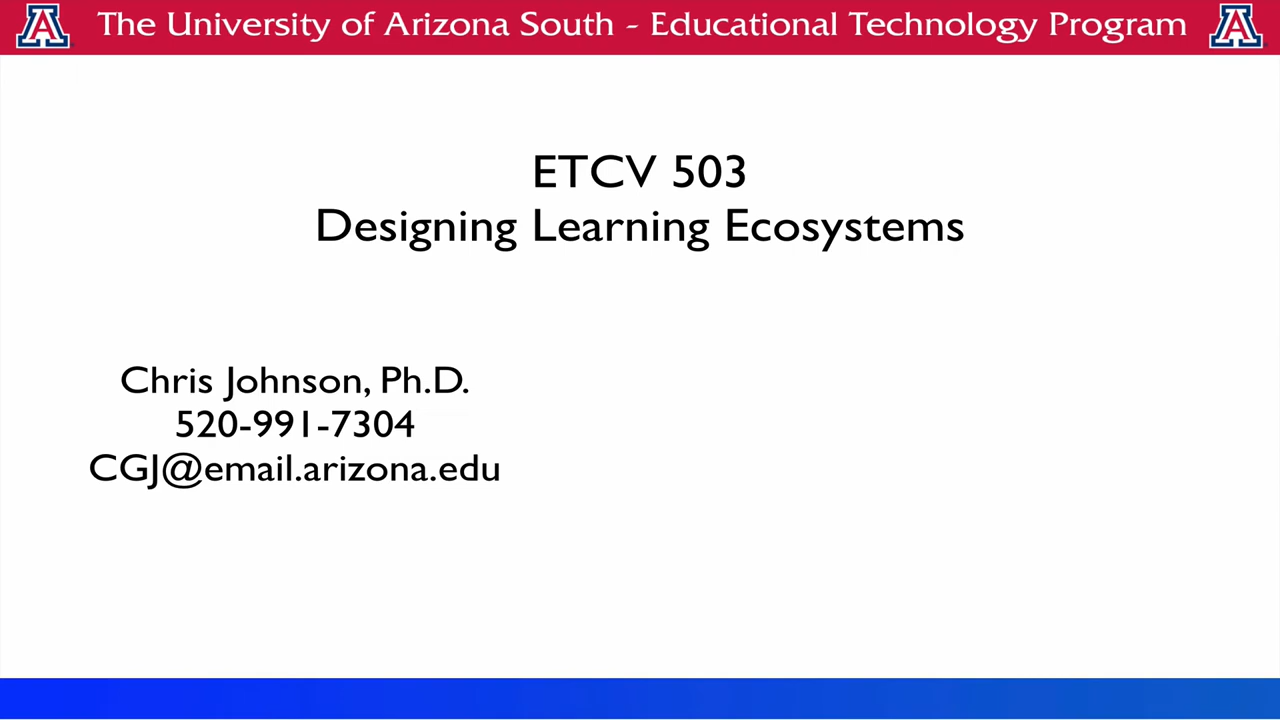 The University of Arizona South - Educational Technology Program
ETCV 503
Designing Learning Ecosystems
Chris Johnson, Ph.D.
520-991-7304
CGJ@email.arizona.edu